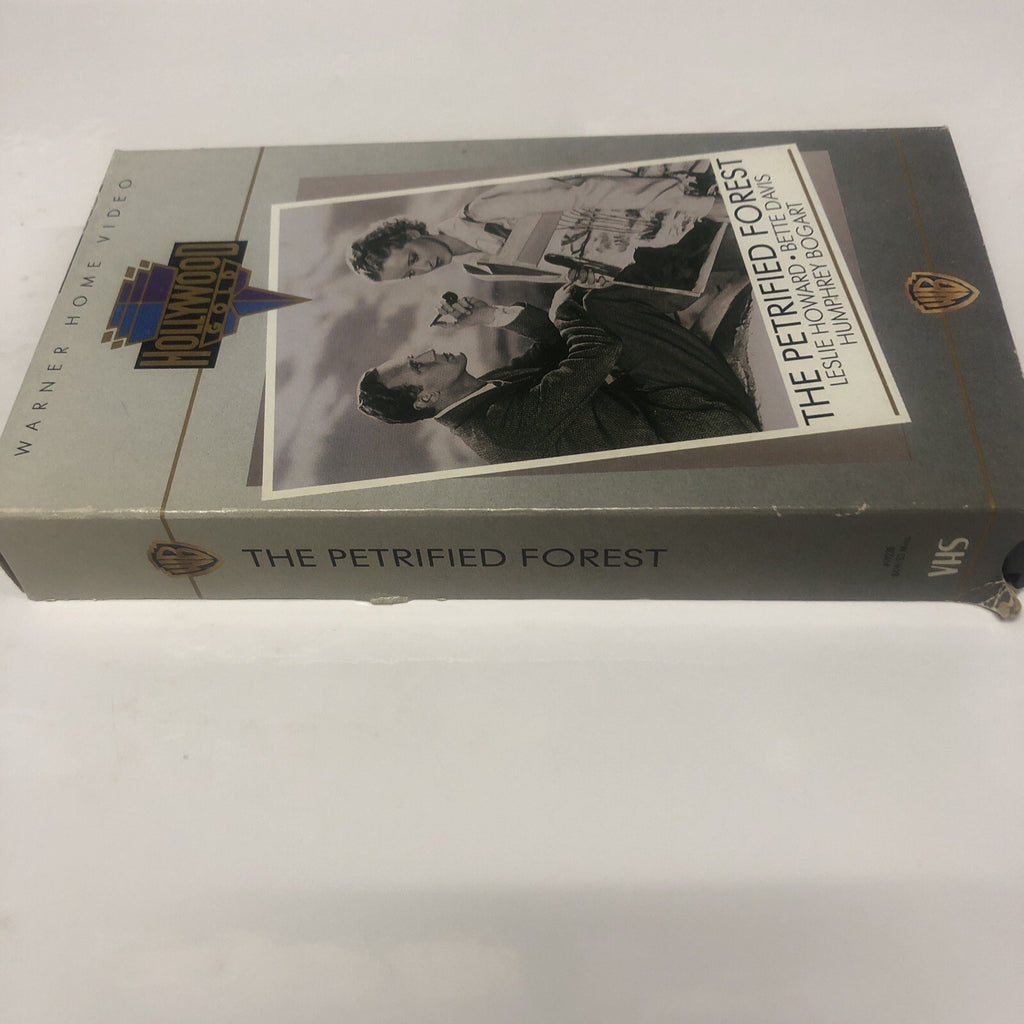 WARNER HOME VIDEO
HOLLYWOOD
GOLD
THE PETRIFIED FOREST
LESLIE HOWARD • BETTE DAVIS
HUMPHREY BOGART
WB
WB
THE PETRIFIED FOREST
VHS